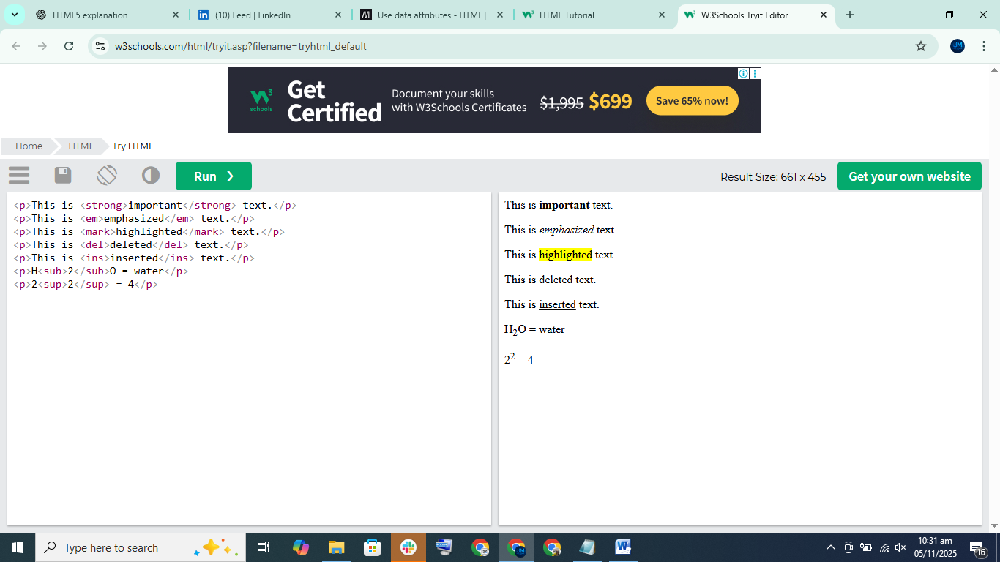 HTML5 explanation
(10) Feed | LinkedIn
Use data attributes - HTML |
HTML Tutorial
W3Schools Tryit Editor
w3schools.com/html/tryit.asp?filename=tryhtml_default
JM
W3 schools
Get Certified
Document your skills
with W3Schools Certificates
$1,995 $699
Save 65% now!
Home
HTML
Try HTML
Run ❯
Result Size: 661 x 455
Get your own website
<p>This is <strong>important</strong> text.</p>
<p>This is <em>emphasized</em> text.</p>
<p>This is <mark>highlighted</mark> text.</p>
<p>This is <del>deleted</del> text.</p>
<p>This is <ins>inserted</ins> text.</p>
<p>H<sub>2</sub>O = water</p>
<p>2<sup>2</sup> = 4</p>
This is important text.
This is emphasized text.
This is highlighted text.
This is deleted text.
This is inserted text.
H₂O = water
2² = 4
Type here to search
10:31 am
05/11/2025
16